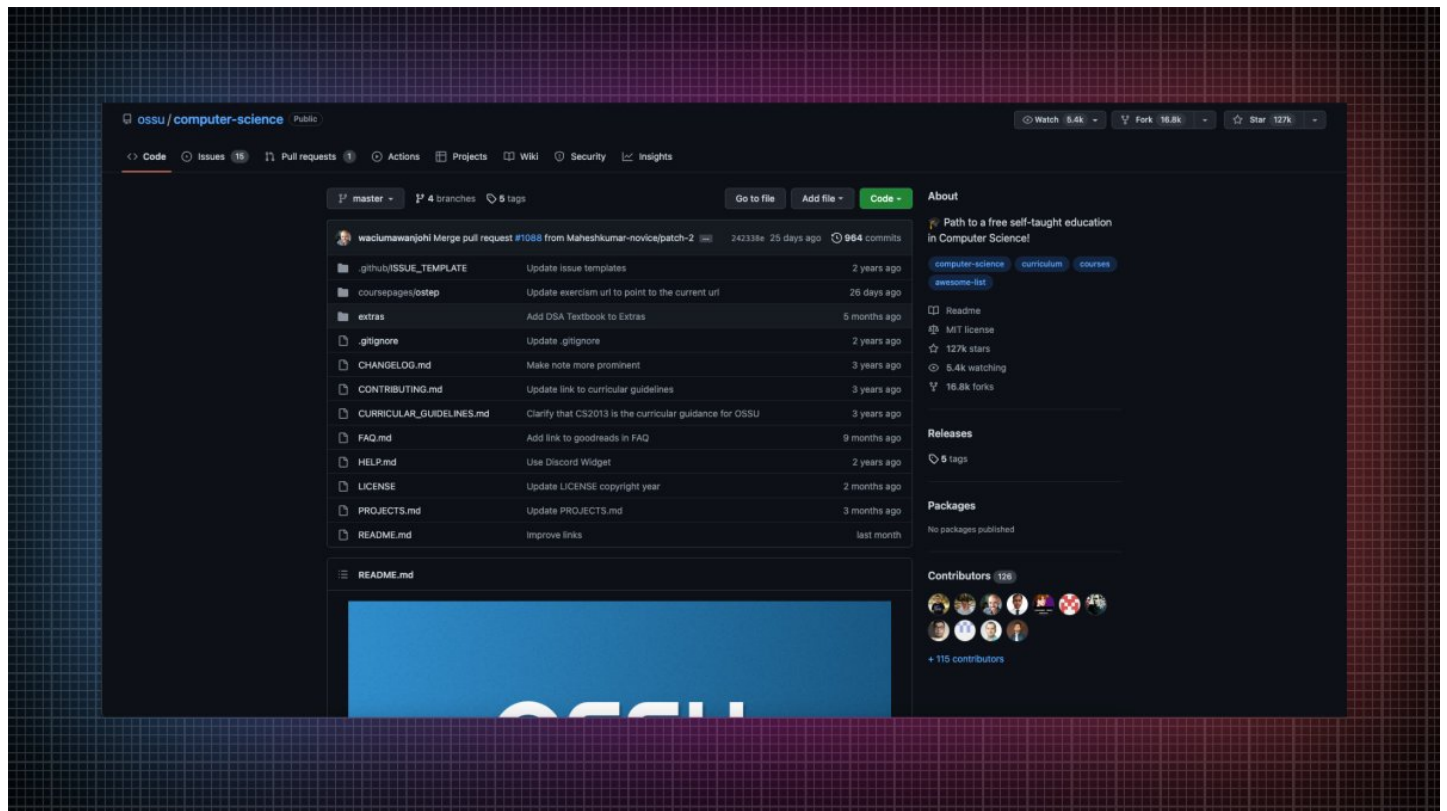 ossu / computer-science Public
Watch 5.4k Fork 16.8k Star 127k
Code Issues 15 Pull requests 1 Actions Projects Wiki Security Insights
master 4 branches 5 tags Go to file Add file Code
waciumawanjohi Merge pull request #1088 from Maheshkumar-novice/patch-2 ... 242338e 25 days ago 964 commits
.github/ISSUE_TEMPLATE Update issue templates 2 years ago
coursepages/ostep Update exercism url to point to the current url 26 days ago
extras Add DSA Textbook to Extras 5 months ago
.gitignore Update .gitignore 2 years ago
CHANGELOG.md Make note more prominent 3 years ago
CONTRIBUTING.md Update link to curricular guidelines 3 years ago
CURRICULAR_GUIDELINES.md Clarify that CS2013 is the curricular guidance for OSSU 3 years ago
FAQ.md Add link to goodreads in FAQ 9 months ago
HELP.md Use Discord Widget 2 years ago
LICENSE Update LICENSE copyright year 2 months ago
PROJECTS.md Update PROJECTS.md 3 months ago
README.md Improve links last month
README.md
OSSU
About
Path to a free self-taught education
in Computer Science!
computer-science curriculum courses
awesome-list
Readme
MIT license
127k stars
5.4k watching
16.8k forks
Releases
5 tags
Packages
No packages published
Contributors 126
+ 115 contributors